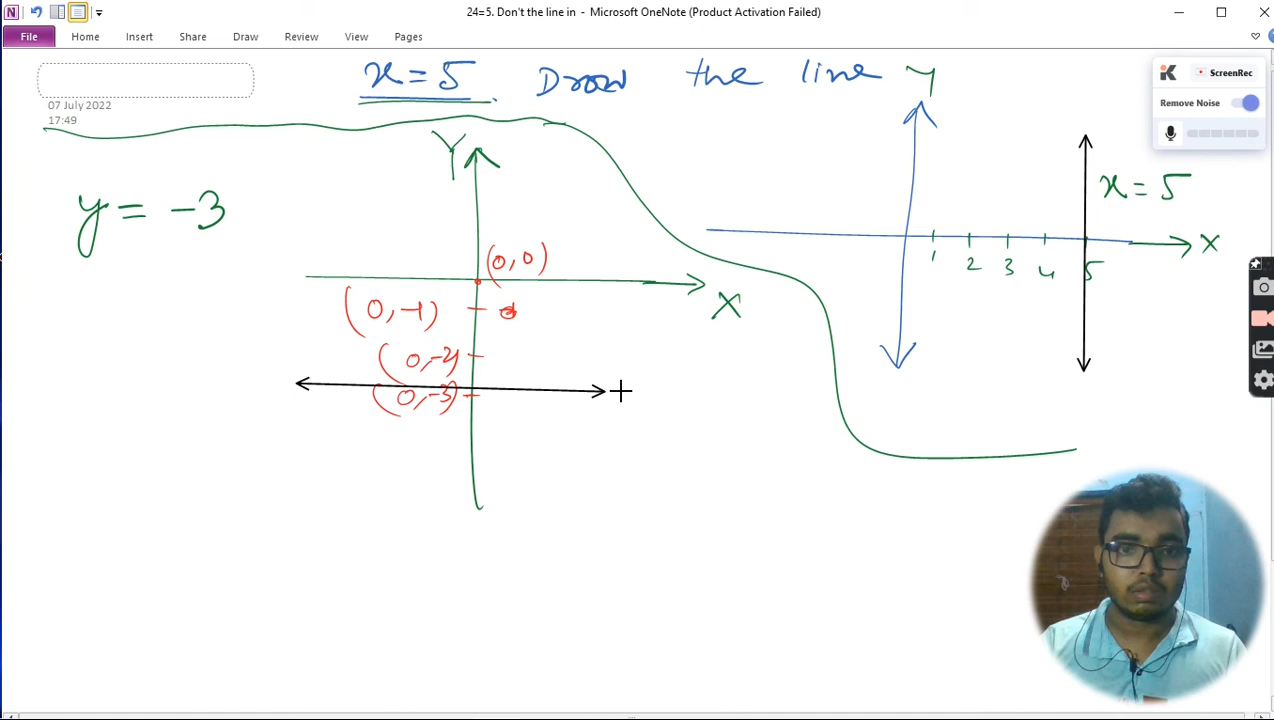 24=5. Don't the line in - Microsoft OneNote (Product Activation Failed)
File Home Insert Share Draw Review View Pages
07 July 2022
17:49
x = 5 Draw the line
ScreenRec
Remove Noise
y = -3
Y
(0,0)
(0,-1)
(0,-2)
(0,-3)
X
Y
x = 5
X
1 2 3 4 5